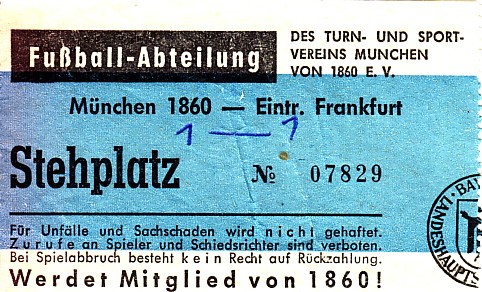 Fußball-Abteilung
DES TURN- UND SPORT-
VEREINS MUNCHEN
VON 1860 E. V.
München 1860 — Eintr. Frankfurt
1 — 1
Stehplatz № 07829
Für Unfälle und Sachschaden wird nicht gehaftet.
Zurufe an Spieler und Schiedsrichter sind verboten.
Bei Spielabbruch besteht kein Recht auf Rückzahlung.
Werdet Mitglied von 1860!